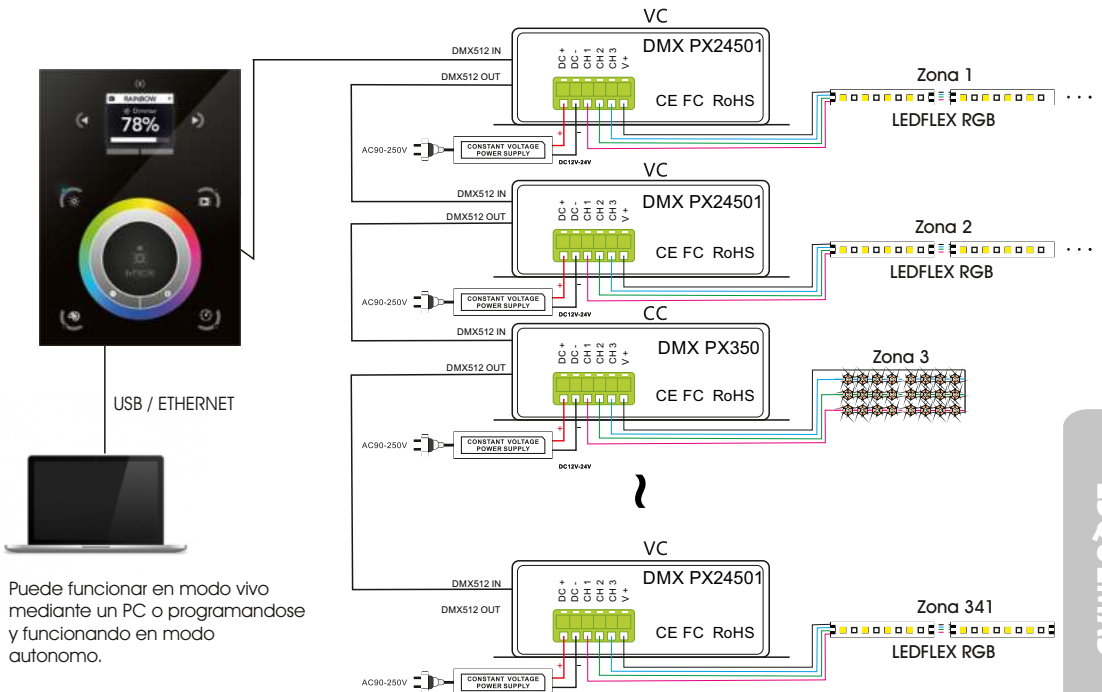 VC
DMX512 IN
DMX PX24501
DMX512 OUT
DC +
DC -
CH 1
CH 2
CH 3
V +
CE FC RoHS
Zona 1
LEDFLEX RGB
RAINBOW
Dimmer
78%
AC90-250V
CONSTANT VOLTAGE
POWER SUPPLY
+
-
DC12V-24V
VC
DMX512 IN
DMX PX24501
DMX512 OUT
DC +
DC -
CH 1
CH 2
CH 3
V +
CE FC RoHS
Zona 2
LEDFLEX RGB
AC90-250V
CONSTANT VOLTAGE
POWER SUPPLY
+
-
DC12V-24V
CC
DMX512 IN
DMX PX350
DMX512 OUT
DC +
DC -
CH 1
CH 2
CH 3
V +
CE FC RoHS
Zona 3
USB / ETHERNET
AC90-250V
CONSTANT VOLTAGE
POWER SUPPLY
+
-
DC12V-24V
VC
DMX512 IN
DMX PX24501
DMX512 OUT
DC +
DC -
CH 1
CH 2
CH 3
V +
CE FC RoHS
Zona 341
LEDFLEX RGB
Puede funcionar en modo vivo
mediante un PC o programandose
y funcionando en modo
autonomo.
AC90-250V
CONSTANT VOLTAGE
POWER SUPPLY
+
-